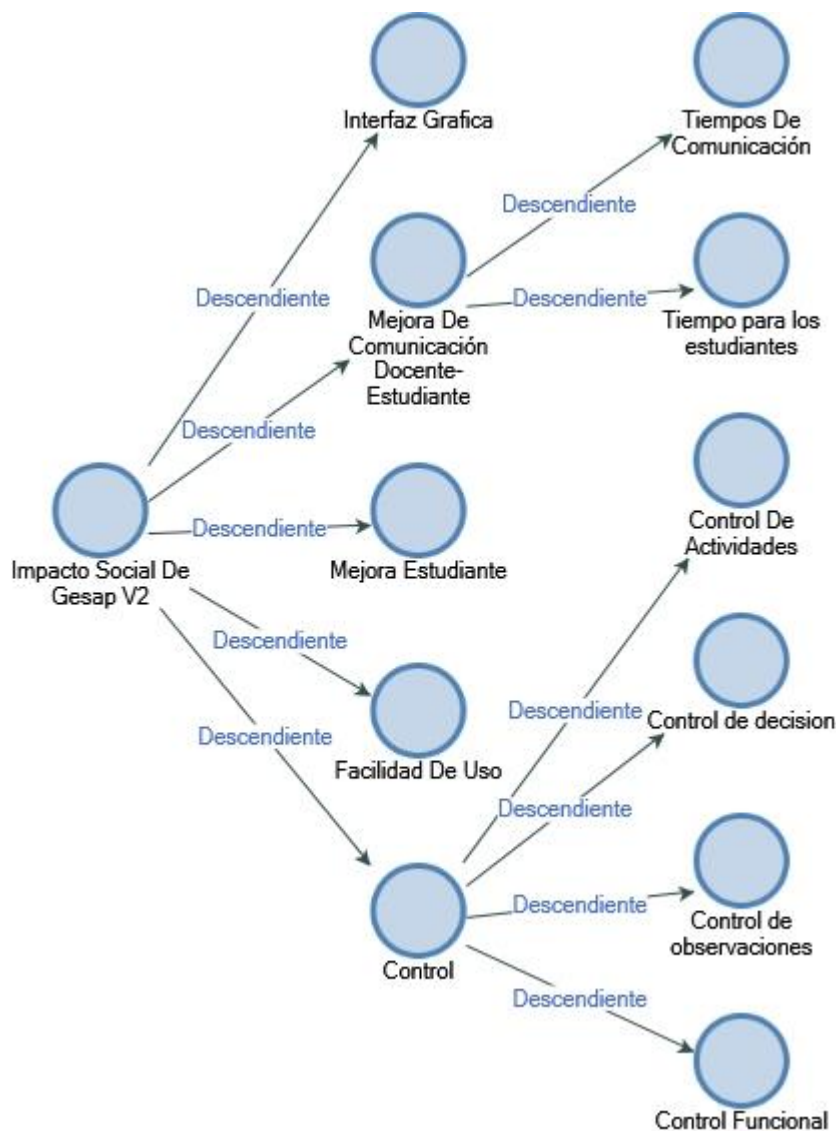 Interfaz Grafica
Tiempos De
Comunicación
Descendiente
Descendiente
Descendiente
Mejora De
Comunicación
Docente-
Estudiante
Tiempo para los
estudiantes
Descendiente
Descendiente
Impacto Social De
Gesap V2
Mejora Estudiante
Control De
Actividades
Descendiente
Descendiente
Facilidad De Uso
Descendiente
Control de decision
Descendiente
Descendiente
Control
Control de
observaciones
Descendiente
Control Funcional